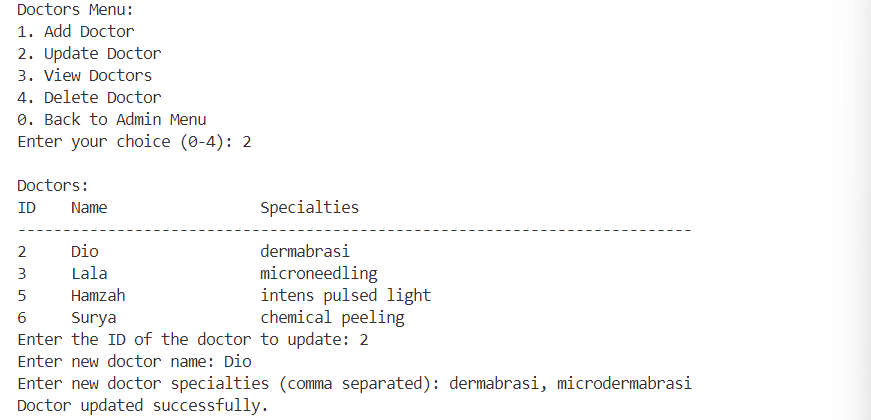 Doctors Menu:
1. Add Doctor
2. Update Doctor
3. View Doctors
4. Delete Doctor
0. Back to Admin Menu
Enter your choice (0-4): 2

Doctors:
ID    Name                 Specialties
---------------------------------------------------------------------------
2     Dio                  dermabrasi
3     Lala                 microneedling
5     Hamzah               intens pulsed light
6     Surya                chemical peeling
Enter the ID of the doctor to update: 2
Enter new doctor name: Dio
Enter new doctor specialties (comma separated): dermabrasi, microdermabrasi
Doctor updated successfully.